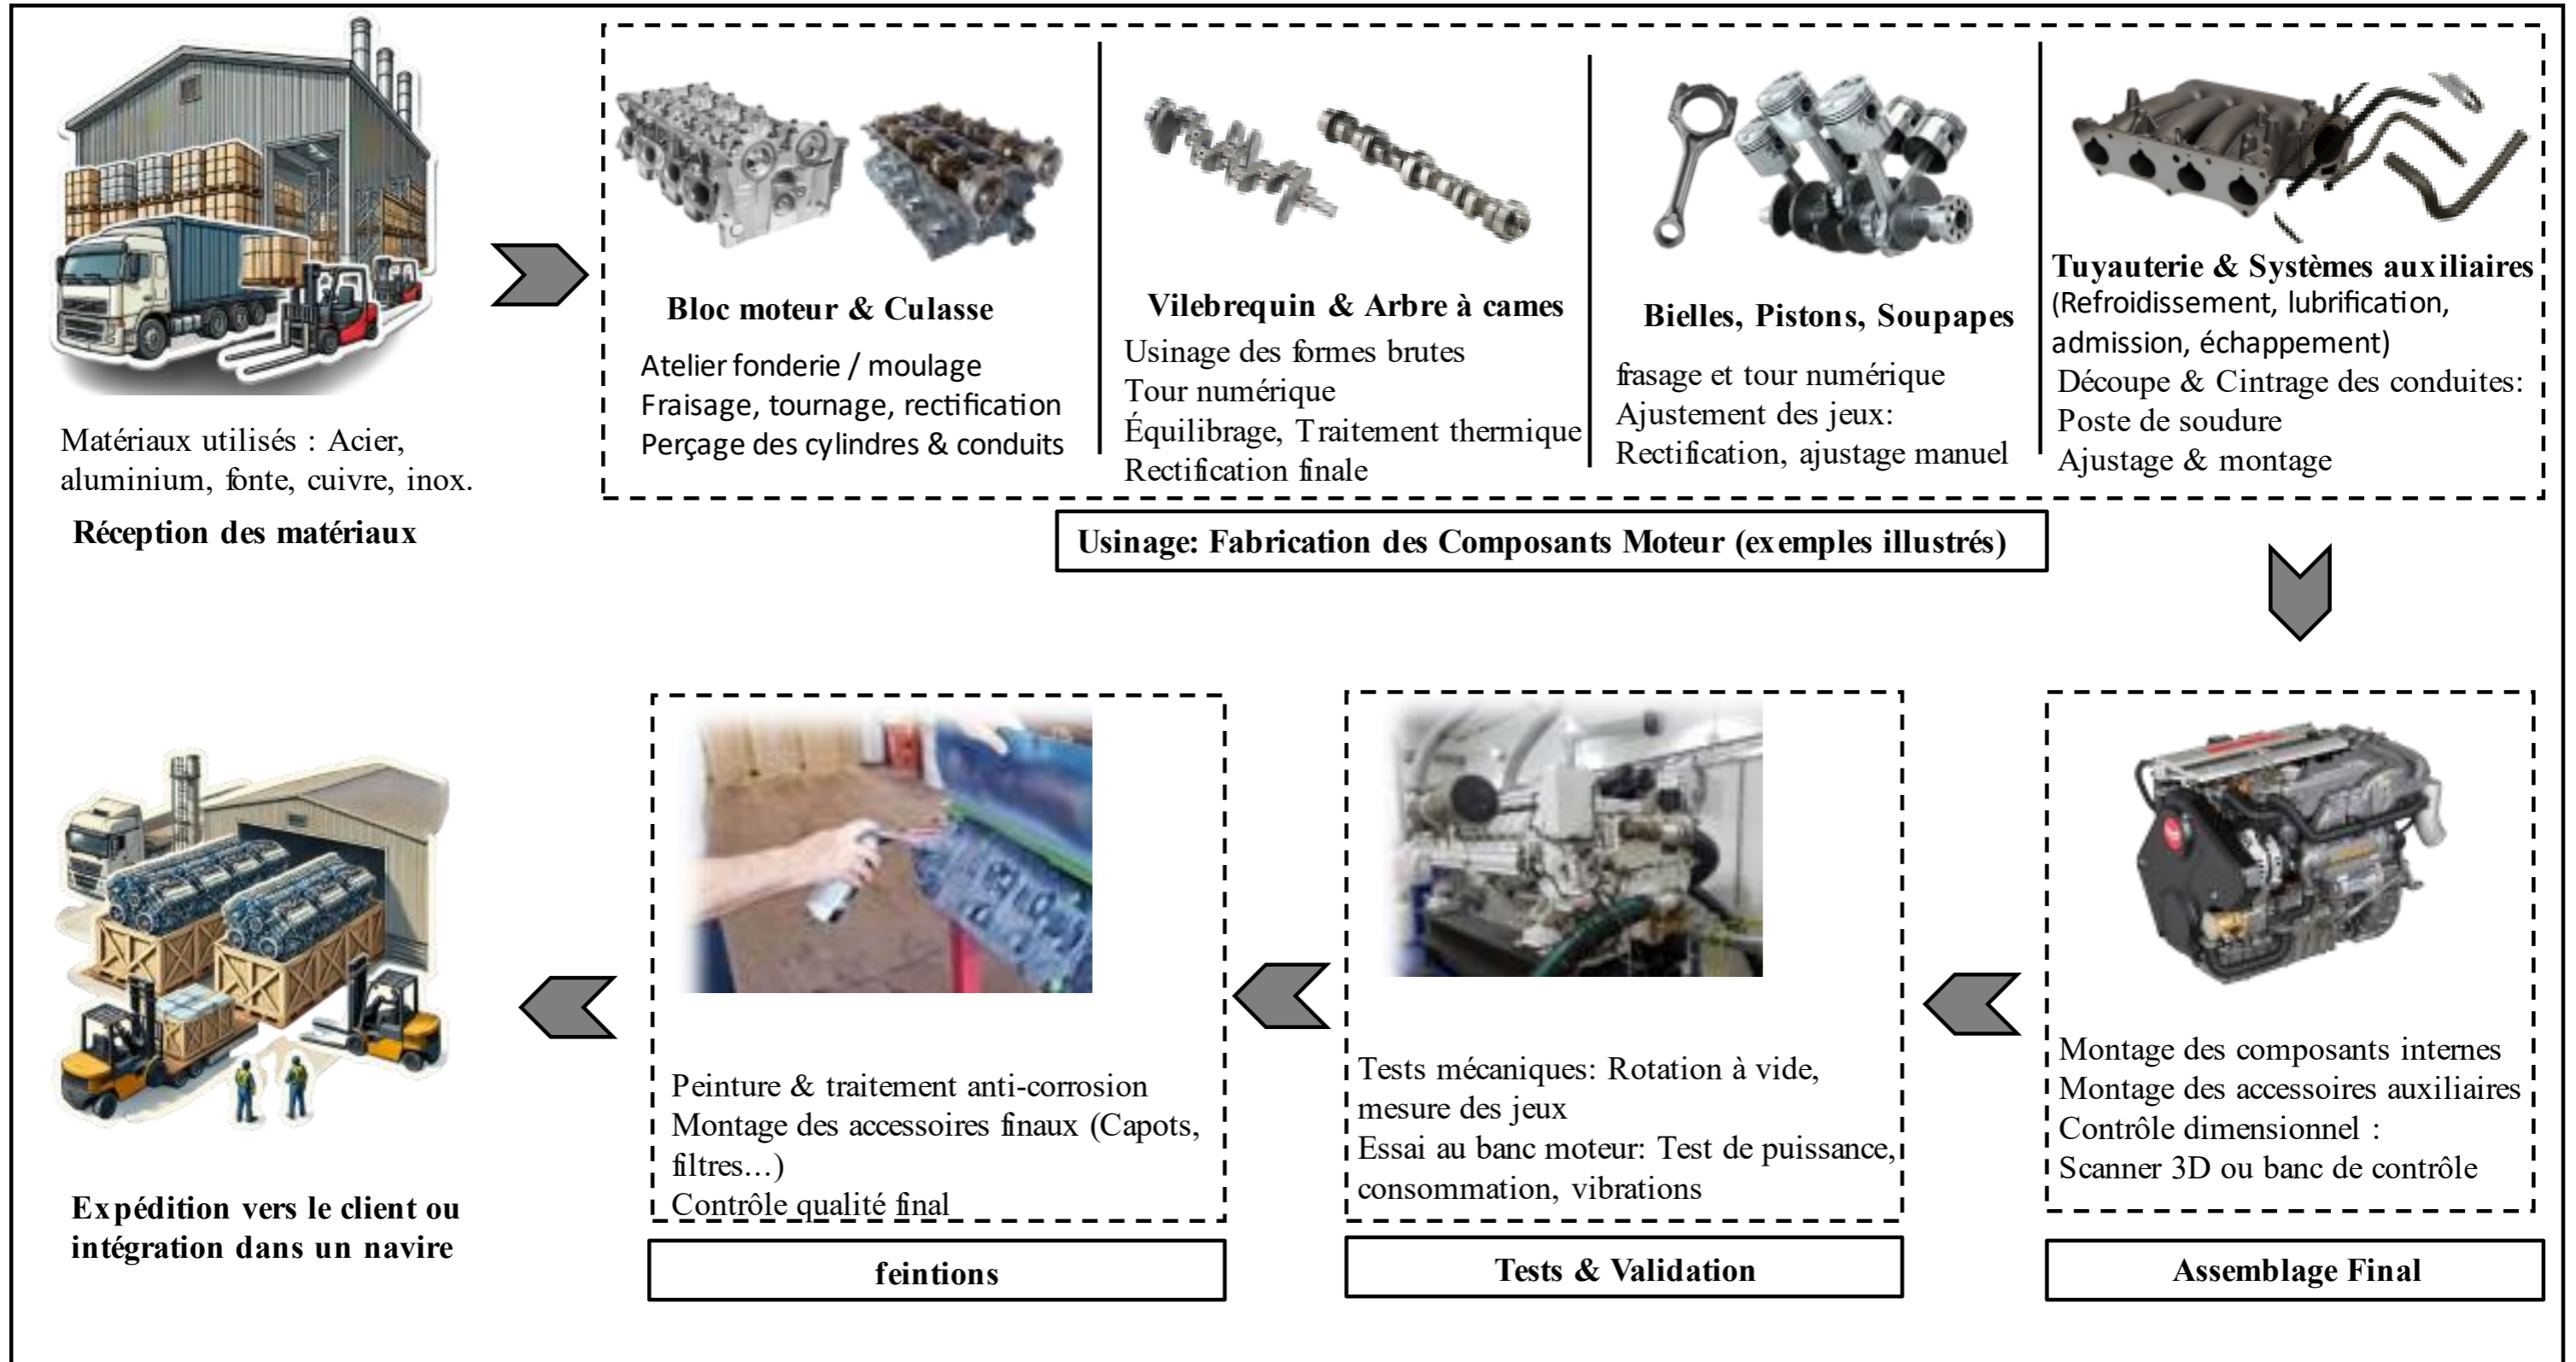 Matériaux utilisés : Acier,
aluminium, fonte, cuivre, inox.
Réception des matériaux
Bloc moteur & Culasse
Atelier fonderie / moulage
Fraisage, tournage, rectification
Perçage des cylindres & conduits
Vilebrequin & Arbre à cames
Usinage des formes brutes
Tour numérique
Équilibrage, Traitement thermique
Rectification finale
Bielles, Pistons, Soupapes
frasage et tour numérique
Ajustement des jeux:
Rectification, ajustage manuel
Tuyauterie & Systèmes auxiliaires
(Refroidissement, lubrification,
admission, échappement)
Découpe & Cintrage des conduites:
Poste de soudure
Ajustage & montage
Usinage: Fabrication des Composants Moteur (exemples illustrés)
Montage des composants internes
Montage des accessoires auxiliaires
Contrôle dimensionnel :
Scanner 3D ou banc de contrôle
Assemblage Final
Tests mécaniques: Rotation à vide,
mesure des jeux
Essai au banc moteur: Test de puissance,
consommation, vibrations
Tests & Validation
Peinture & traitement anti-corrosion
Montage des accessoires finaux (Capots,
filtres...)
Contrôle qualité final
feintions
Expédition vers le client ou
intégration dans un navire